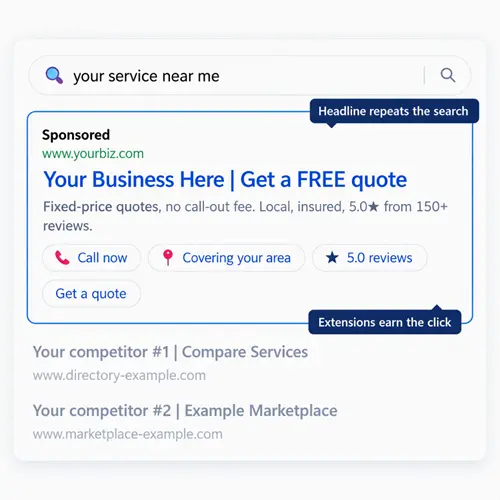 your service near me
Headline repeats the search
Sponsored
www.yourbiz.com
Your Business Here | Get a FREE quote
Fixed-price quotes, no call-out fee. Local, insured, 5.0★ from 150+
reviews.
Call now
Covering your area
★ 5.0 reviews
Get a quote
Extensions earn the click
Your competitor #1 | Compare Services
www.directory-example.com
Your competitor #2 | Example Marketplace
www.marketplace-example.com